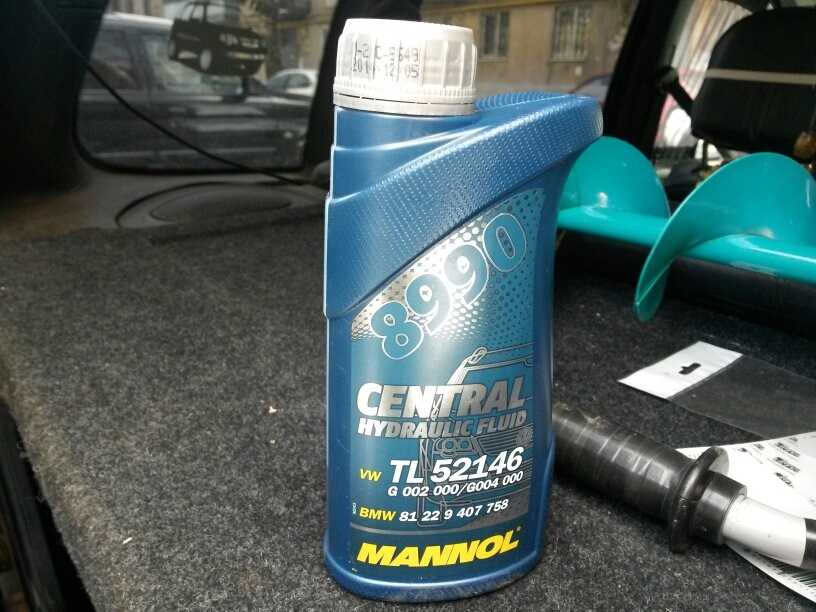 8990
CENTRAL
HYDRAULIC FLUID
VW TL 52146
G 002 000/G004 000
BMW 81 22 9 407 758
MANNOL